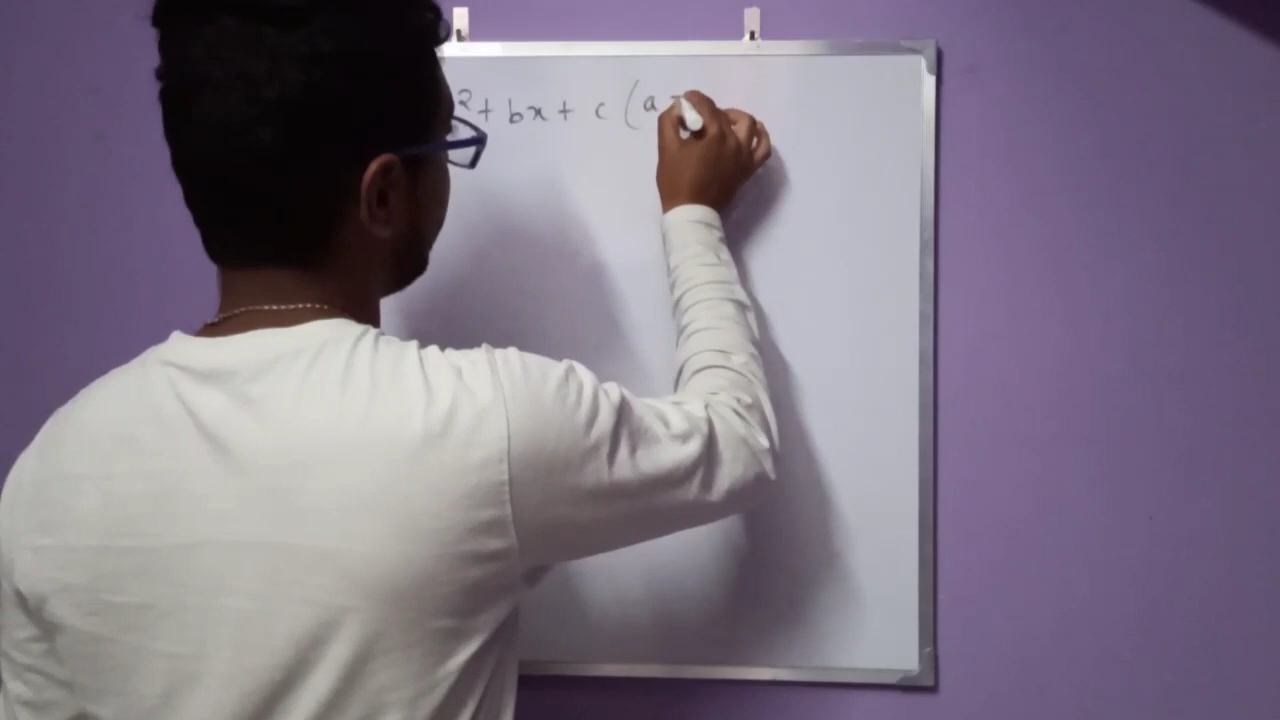 ² + bx + c (a